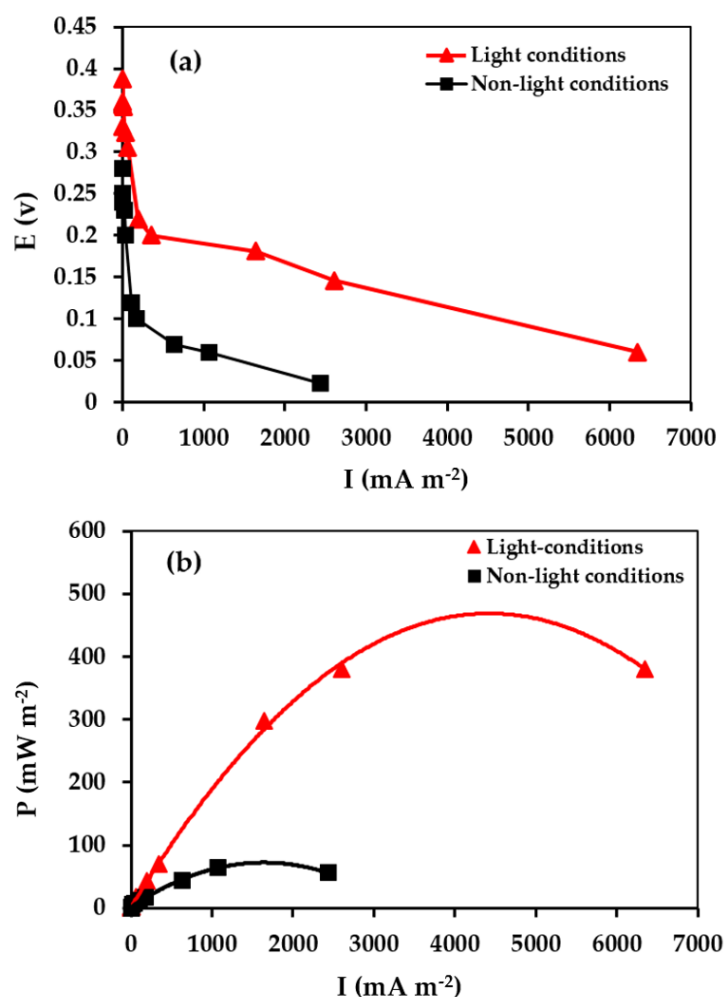 (a)
Light conditions
Non-light conditions
0.45
0.4
0.35
0.3
0.25
0.2
0.15
0.1
0.05
0
E (v)
0 1000 2000 3000 4000 5000 6000 7000
I (mA m⁻²)
(b)
Light-conditions
Non-light conditions
600
500
400
300
200
100
0
P (mW m⁻²)
0 1000 2000 3000 4000 5000 6000 7000
I (mA m⁻²)